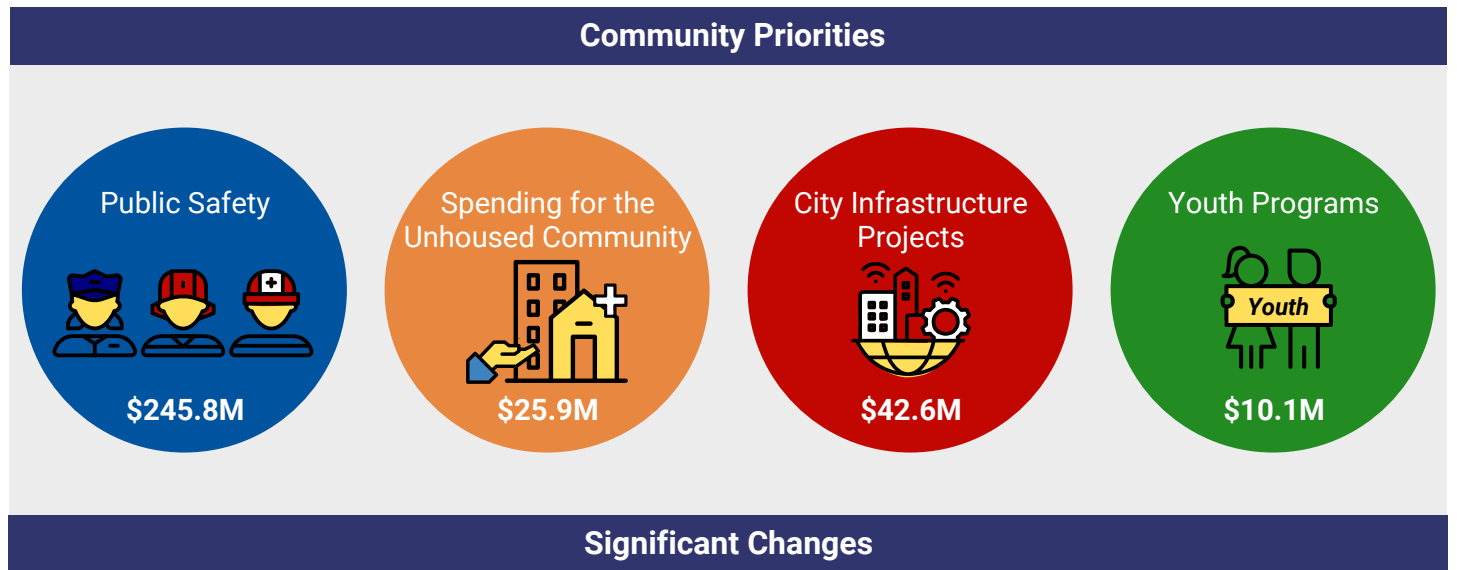 Community Priorities
Public Safety
$245.8M
Spending for the
Unhoused Community
$25.9M
City Infrastructure
Projects
$42.6M
Youth Programs
Youth
$10.1M
Significant Changes